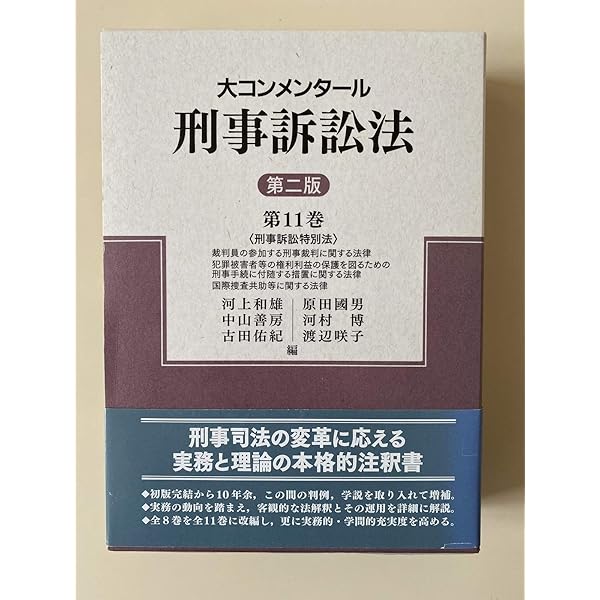 大コンメンタール
刑事訴訟法
第二版
第11巻
〈刑事訴訟特別法〉
裁判員の参加する刑事裁判に関する法律
犯罪被害者等の権利利益の保護を図るための
刑事手続に付随する措置に関する法律
国際捜査共助等に関する法律
河上和雄 原田國男
中山善房 河村 博
古田佑紀 渡辺咲子
編
刑事司法の変革に応える
実務と理論の本格的注釈書
◆初版完結から10年余，この間の判例，学説を取り入れて増補。
◆実務の動向を踏まえ，客観的な法解釈とその運用を詳細に解説。
◆全8巻を全11巻に改編し，更に実務的・学問的充実度を高める。